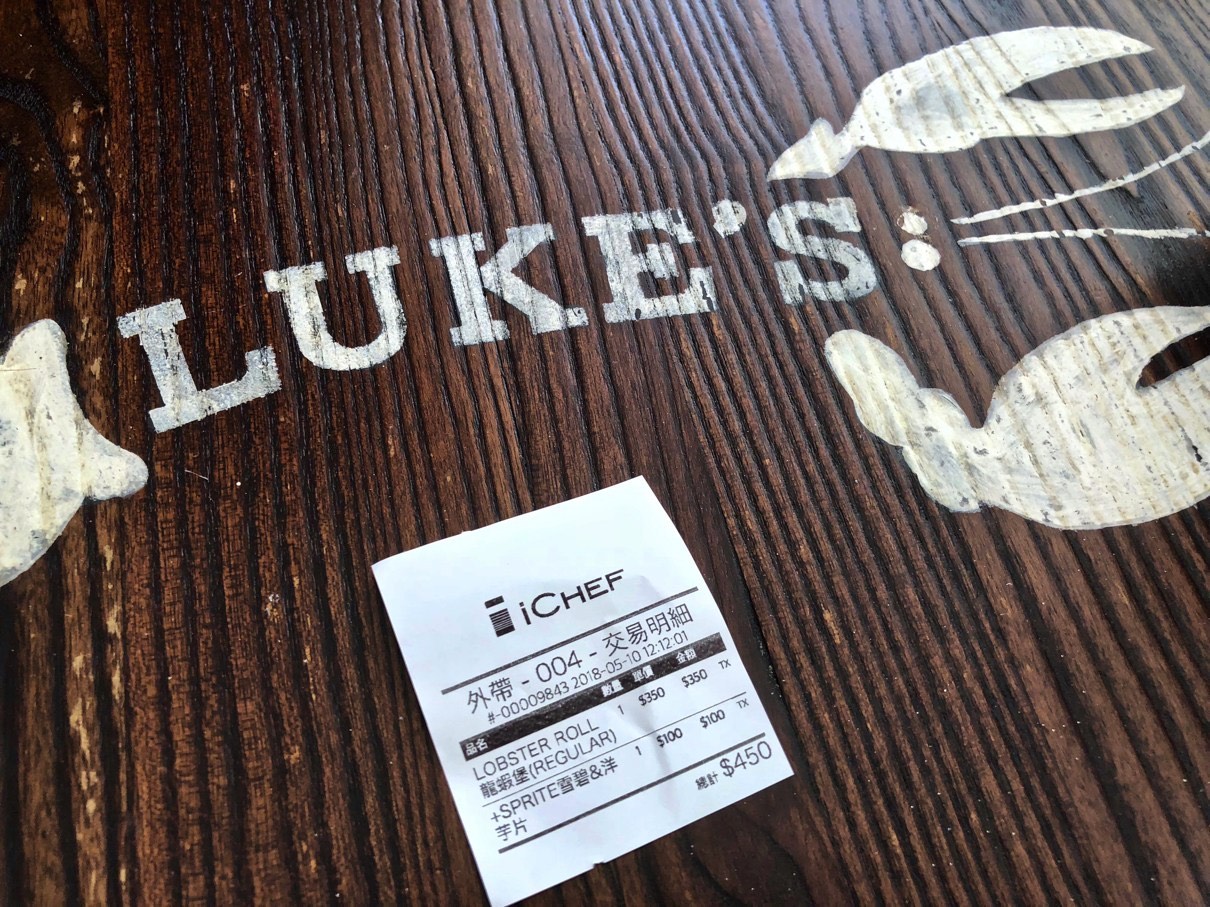 LUKE'S
iCHEF
外帶 - 004 - 交易明細
#-00009843 2018-05-10 12:12:01
品名 數量 單價 金額
LOBSTER ROLL 1 $350 $350 TX
龍蝦堡(REGULAR)
+SPRITE雪碧&洋 1 $100 $100 TX
芋片
總計 $450